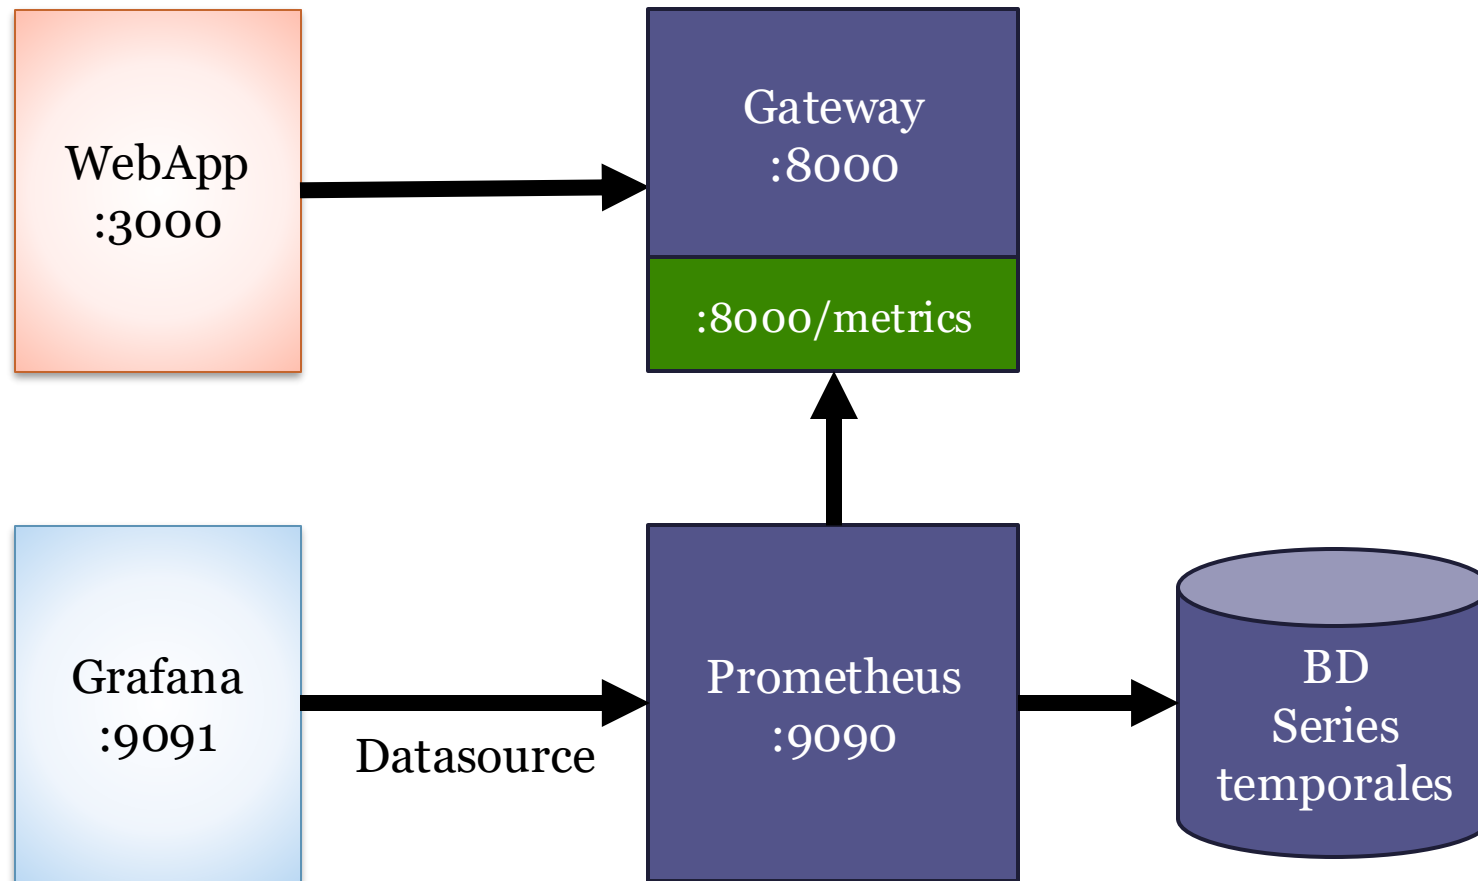 WebApp
:3000
Gateway
:8000
:8000/metrics
Grafana
:9091
Datasource
Prometheus
:9090
BD
Series
temporales